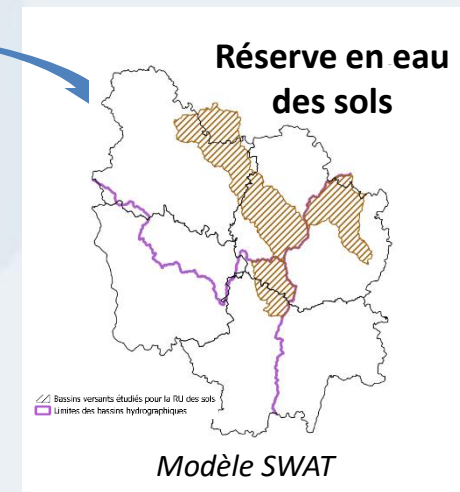 Réserve en eau
des sols
Bassins versants étudiés pour la RU des sols
Limites des bassins hydrographiques
Modèle SWAT